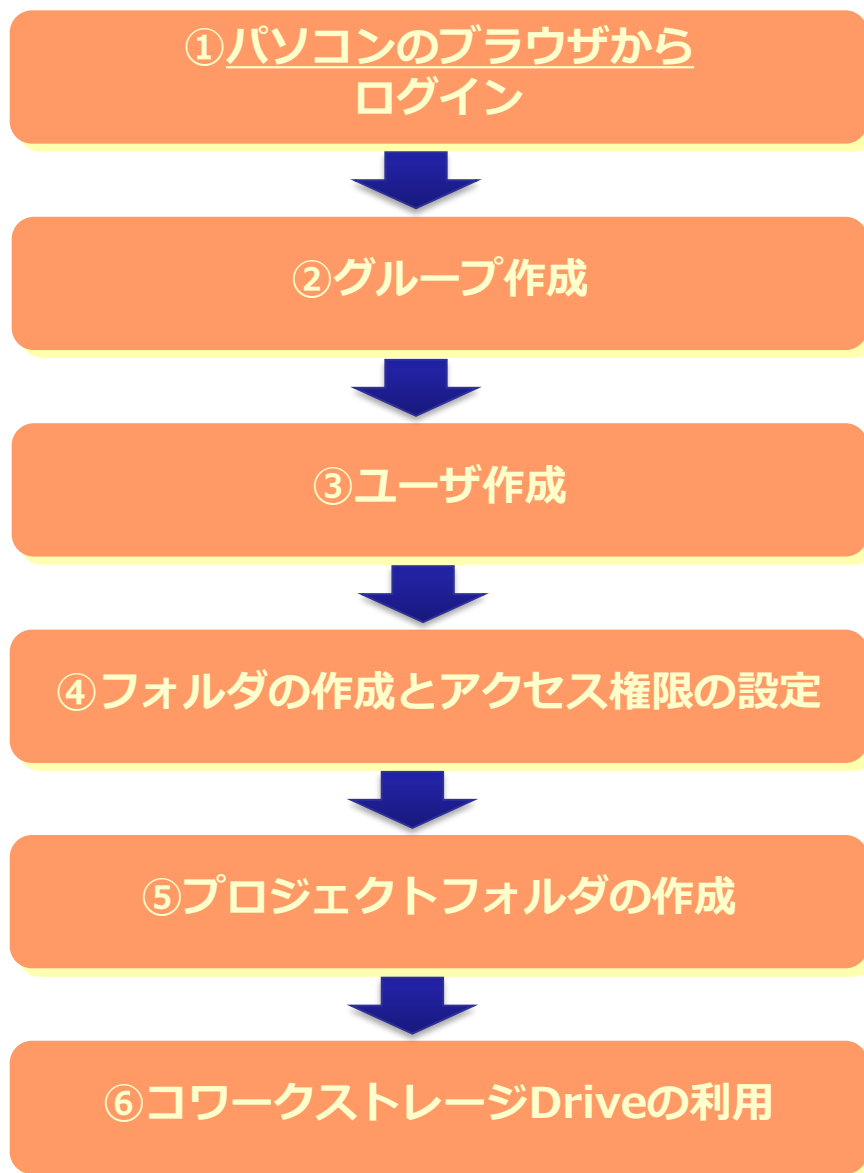 ①パソコンのブラウザから
ログイン
②グループ作成
③ユーザ作成
④フォルダの作成とアクセス権限の設定
⑤プロジェクトフォルダの作成
⑥コワークストレージDriveの利用